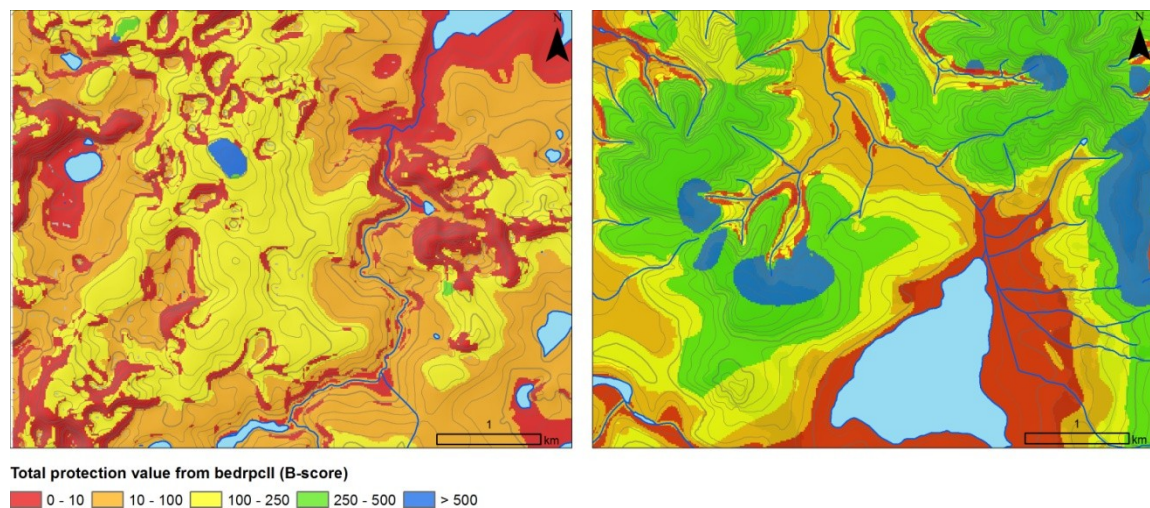 N
N
1
km
1
km
Total protection value from bedrpcll (B-score)
0 - 10 10 - 100 100 - 250 250 - 500 > 500